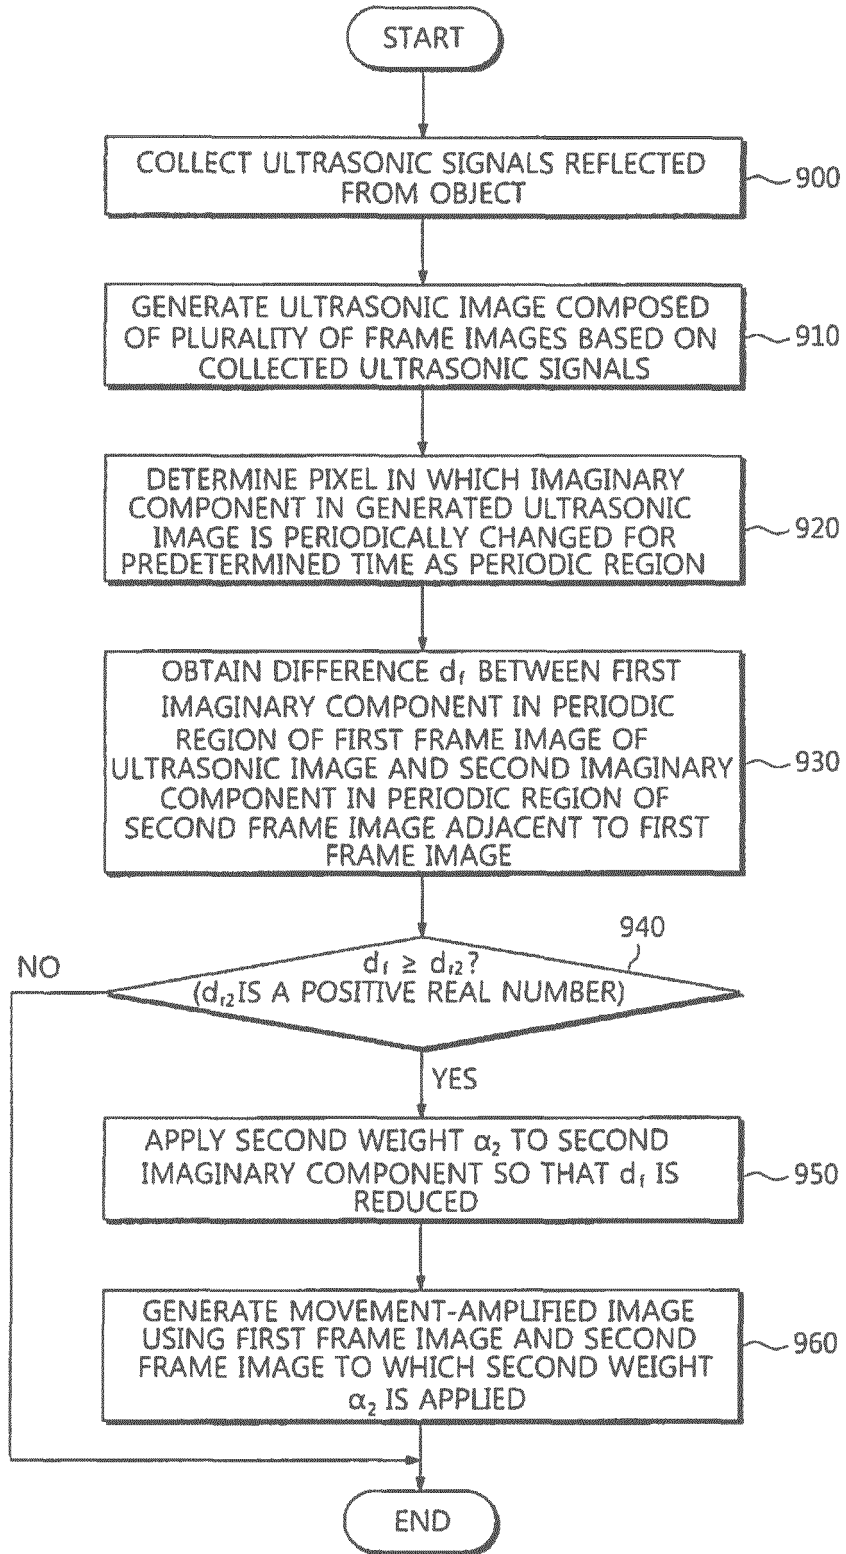 START
COLLECT ULTRASONIC SIGNALS REFLECTED
FROM OBJECT
900
GENERATE ULTRASONIC IMAGE COMPOSED
OF PLURALITY OF FRAME IMAGES BASED ON
COLLECTED ULTRASONIC SIGNALS
910
DETERMINE PIXEL IN WHICH IMAGINARY
COMPONENT IN GENERATED ULTRASONIC
IMAGE IS PERIODICALLY CHANGED FOR
PREDETERMINED TIME AS PERIODIC REGION
920
OBTAIN DIFFERENCE df BETWEEN FIRST
IMAGINARY COMPONENT IN PERIODIC
REGION OF FIRST FRAME IMAGE OF
ULTRASONIC IMAGE AND SECOND IMAGINARY
COMPONENT IN PERIODIC REGION OF
SECOND FRAME IMAGE ADJACENT TO FIRST
FRAME IMAGE
930
940
df ≥ dr2?
(dr2 IS A POSITIVE REAL NUMBER)
NO
YES
APPLY SECOND WEIGHT α2 TO SECOND
IMAGINARY COMPONENT SO THAT df IS
REDUCED
950
GENERATE MOVEMENT-AMPLIFIED IMAGE
USING FIRST FRAME IMAGE AND SECOND
FRAME IMAGE TO WHICH SECOND WEIGHT
α2 IS APPLIED
960
END